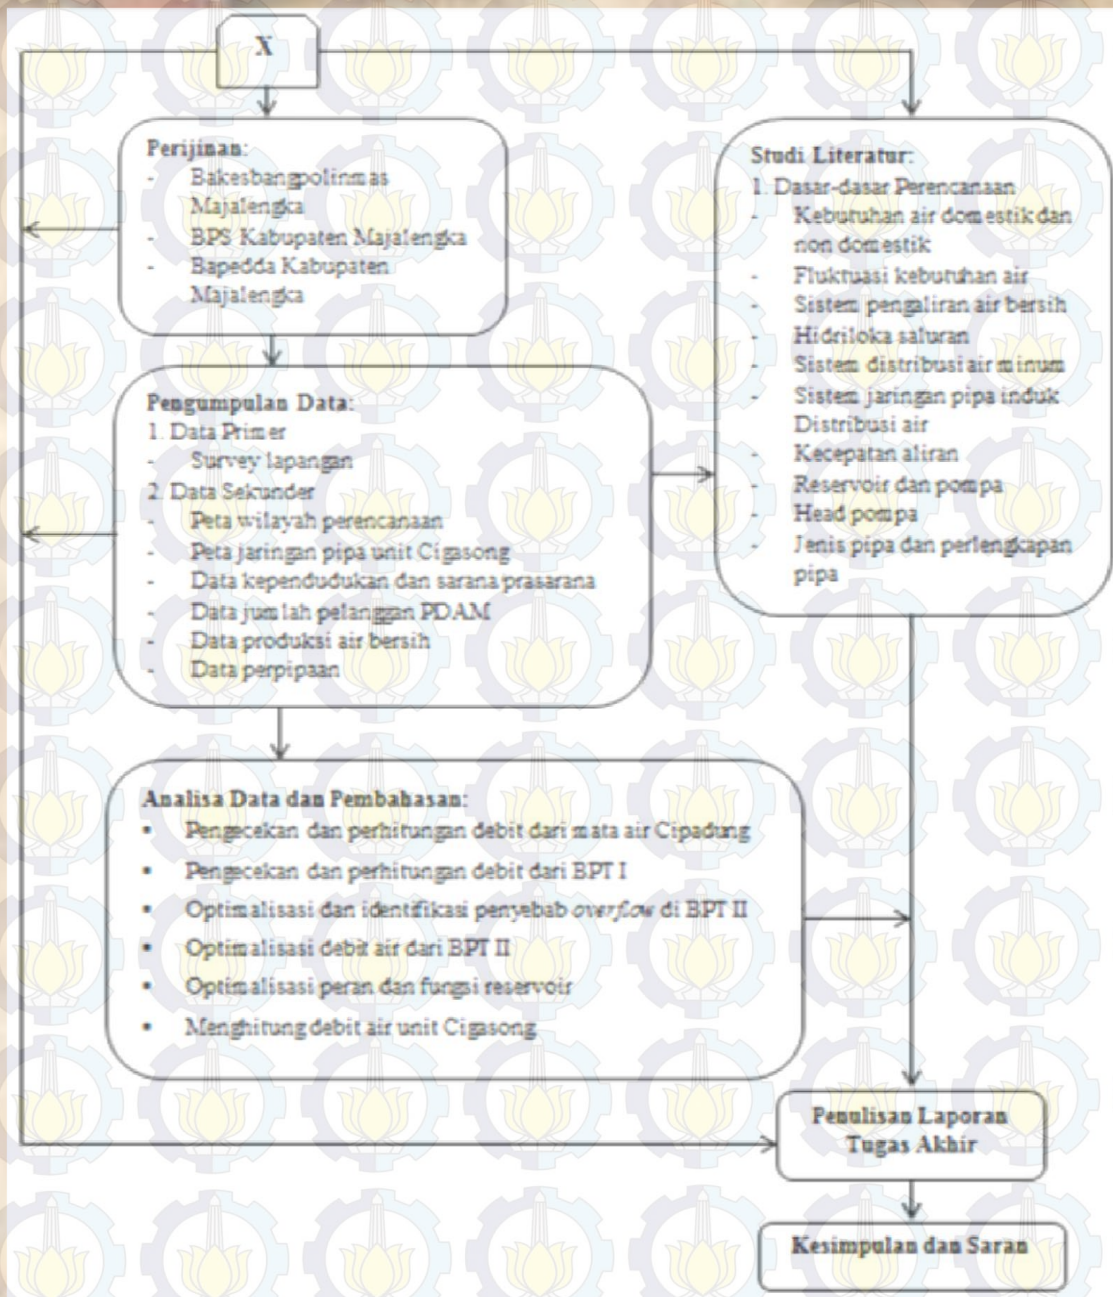 X
Perijinan:
- Bakesbangpolinmas
Majalengka
- BPS Kabupaten Majalengka
- Bapedda Kabupaten
Majalengka
Studi Literatur:
1. Dasar-dasar Perencanaan
- Kebutuhan air domestik dan
non domestik
- Fluktuasi kebutuhan air
- Sistem pengaliran air bersih
- Hidriloka saluran
- Sistem distribusi air minum
- Sistem jaringan pipa induk
Distribusi air
- Kecepatan aliran
- Reservoir dan pompa
- Head pompa
- Jenis pipa dan perlengkapan
pipa
Pengumpulan Data:
1. Data Primer
- Survey lapangan
2. Data Sekunder
- Peta wilayah perencanaan
- Peta jaringan pipa unit Cigasong
- Data kependudukan dan sarana prasarana
- Data jumlah pelanggan PDAM
- Data produksi air bersih
- Data perpipaan
Analisa Data dan Pembahasan:
▪ Pengecekan dan perhitungan debit dari mata air Cipadung
▪ Pengecekan dan perhitungan debit dari BPT I
▪ Optimalisasi dan identifikasi penyebab overflow di BPT II
▪ Optimalisasi debit air dari BPT II
▪ Optimalisasi peran dan fungsi reservoir
▪ Menghitung debit air unit Cigasong
Penulisan Laporan
Tugas Akhir
Kesimpulan dan Saran